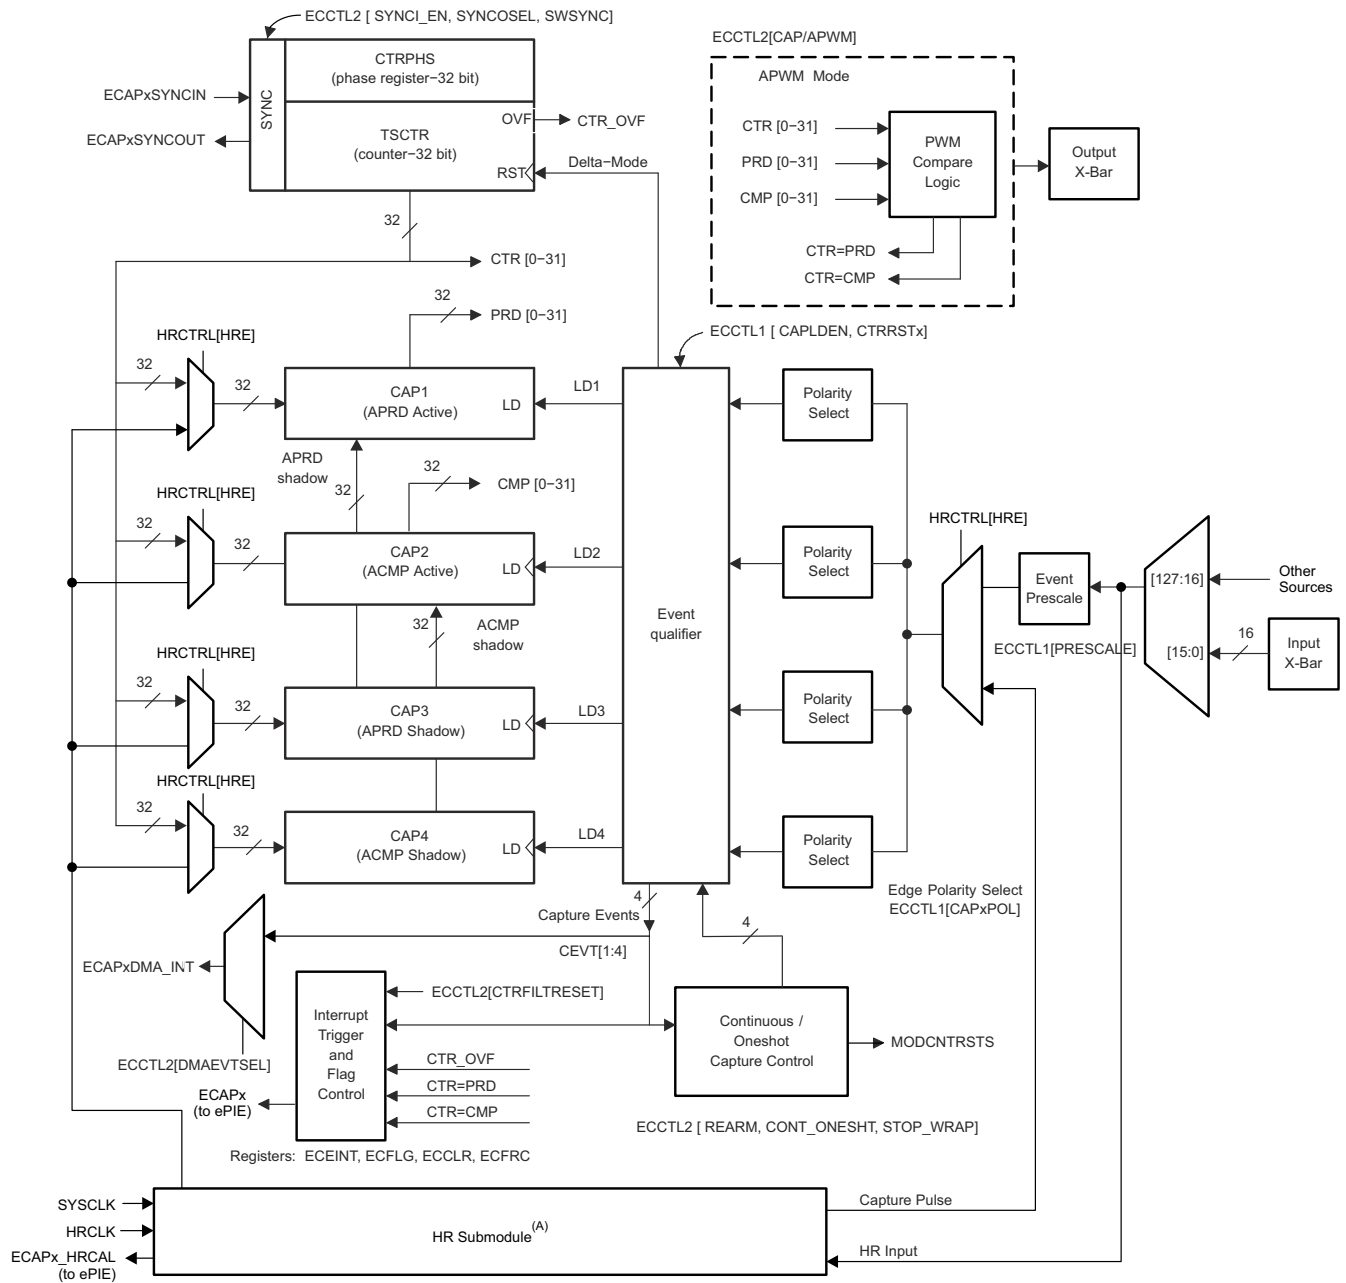 ECCTL2 [ SYNCI_EN, SYNCOSEL, SWSYNC]
SYNC
CTRPHS
(phase register−32 bit)
ECAPxSYNCIN
ECAPxSYNCOUT
TSCTR
(counter−32 bit)
OVF
CTR_OVF
RST
Delta−Mode
32
CTR [0−31]
32
PRD [0−31]
ECCTL2[CAP/APWM]
APWM Mode
CTR [0−31]
PRD [0−31]
CMP [0−31]
PWM
Compare
Logic
CTR=PRD
CTR=CMP
Output
X-Bar
ECCTL1 [ CAPLDEN, CTRRSTx]
HRCTRL[HRE]
32
32
CAP1
(APRD Active)
LD
LD1
Polarity
Select
APRD
shadow
32
32
CMP [0−31]
HRCTRL[HRE]
32
32
CAP2
(ACMP Active)
LD
LD2
Polarity
Select
32
ACMP
shadow
Event
qualifier
HRCTRL[HRE]
Event
Prescale
ECCTL1[PRESCALE]
[127:16]
[15:0]
Other
Sources
16
Input
X-Bar
HRCTRL[HRE]
32
32
CAP3
(APRD Shadow)
LD
LD3
Polarity
Select
HRCTRL[HRE]
32
32
CAP4
(ACMP Shadow)
LD
LD4
Polarity
Select
Edge Polarity Select
ECCTL1[CAPxPOL]
4
Capture Events
CEVT[1:4]
4
ECAPxDMA_INT
ECCTL2[DMAEVTSEL]
Interrupt
Trigger
and
Flag
Control
ECCTL2[CTRFILTRESET]
CTR_OVF
CTR=PRD
CTR=CMP
ECAPx
(to ePIE)
Continuous /
Oneshot
Capture Control
MODCNTRSTS
ECCTL2 [ REARM, CONT_ONESHT, STOP_WRAP]
Registers: ECEINT, ECFLG, ECCLR, ECFRC
SYSCLK
HRCLK
ECAPx_HRCAL
(to ePIE)
HR Submodule(A)
Capture Pulse
HR Input